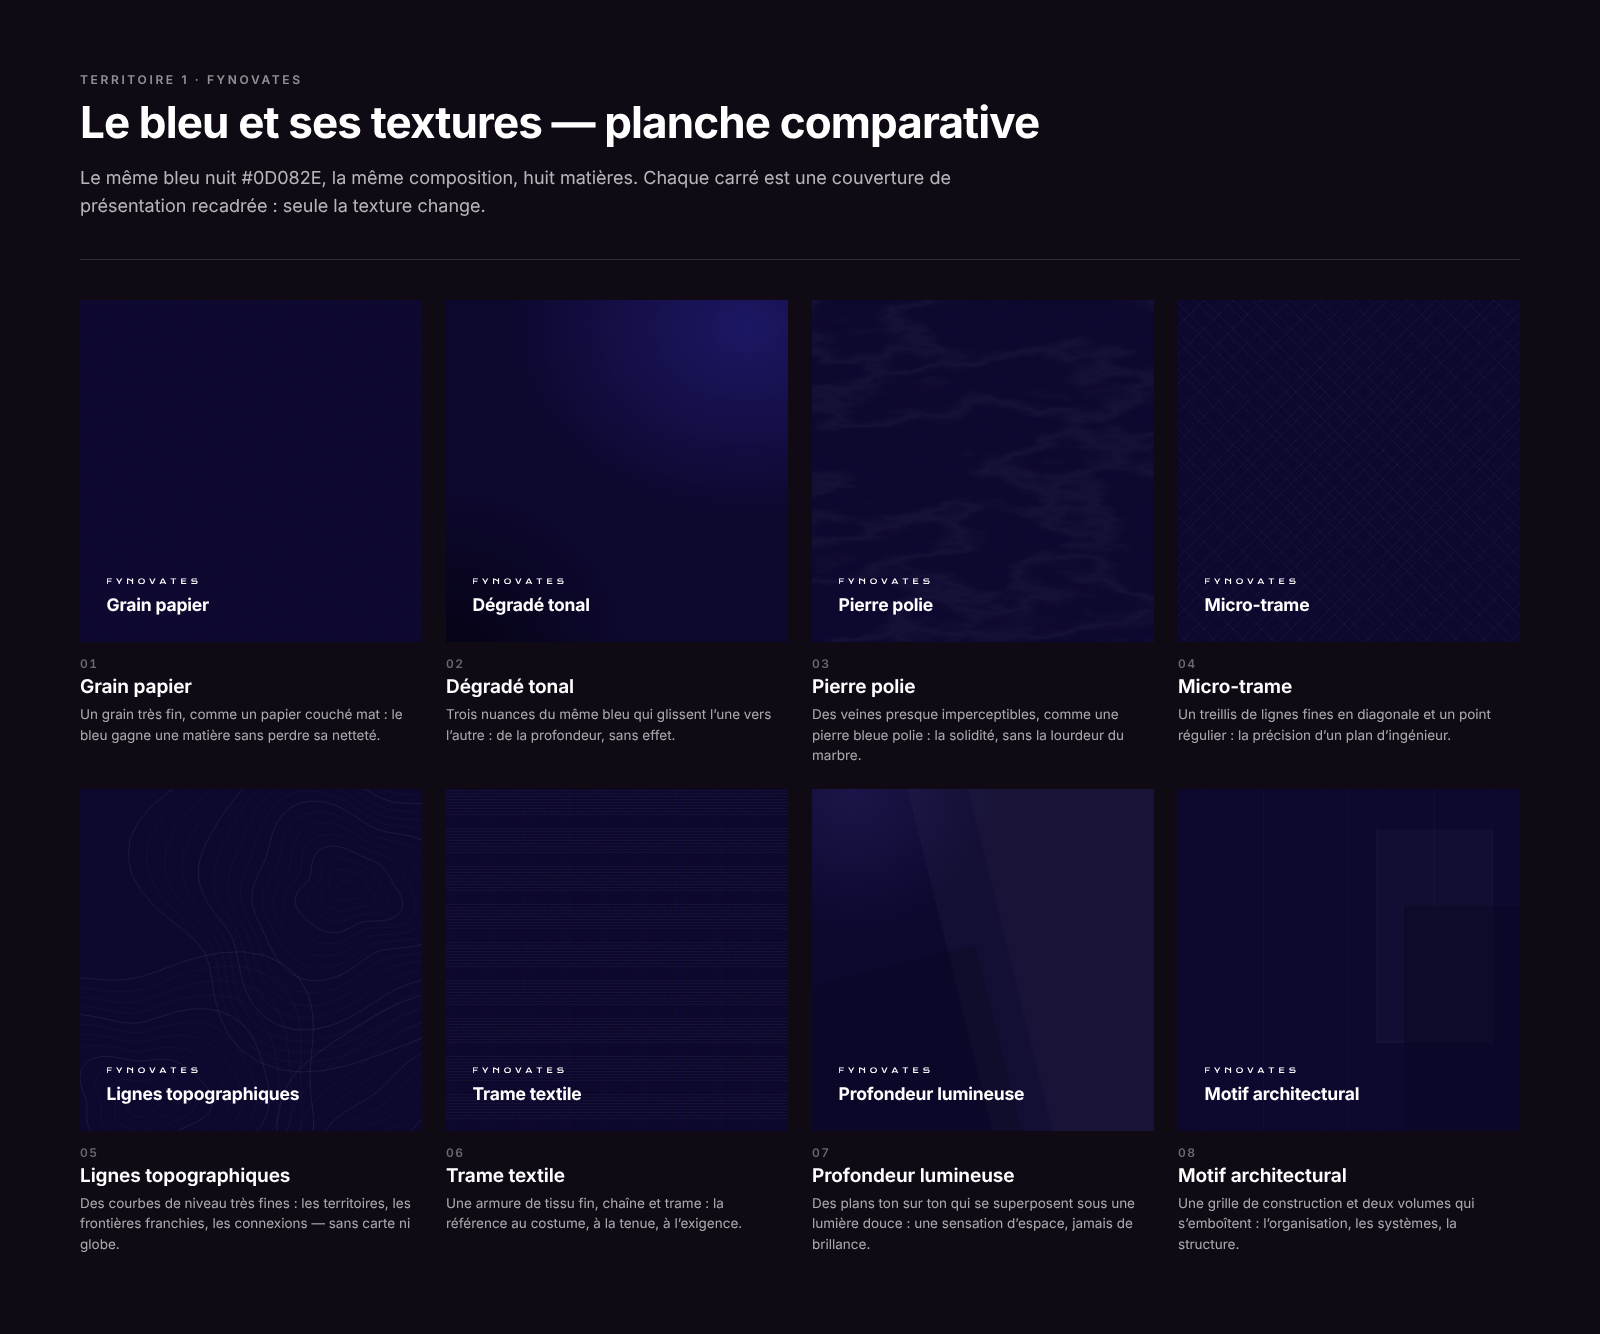 TERRITOIRE 1 · FYNOVATES
Le bleu et ses textures — planche comparative
Le même bleu nuit #0D082E, la même composition, huit matières. Chaque carré est une couverture de
présentation recadrée : seule la texture change.
FYNOVATES
Grain papier
01
Grain papier
Un grain très fin, comme un papier couché mat : le
bleu gagne une matière sans perdre sa netteté.
FYNOVATES
Dégradé tonal
02
Dégradé tonal
Trois nuances du même bleu qui glissent l’une vers
l’autre : de la profondeur, sans effet.
FYNOVATES
Pierre polie
03
Pierre polie
Des veines presque imperceptibles, comme une
pierre bleue polie : la solidité, sans la lourdeur du
marbre.
FYNOVATES
Micro-trame
04
Micro-trame
Un treillis de lignes fines en diagonale et un point
régulier : la précision d’un plan d’ingénieur.
FYNOVATES
Lignes topographiques
05
Lignes topographiques
Des courbes de niveau très fines : les territoires, les
frontières franchies, les connexions — sans carte ni
globe.
FYNOVATES
Trame textile
06
Trame textile
Une armure de tissu fin, chaîne et trame : la
référence au costume, à la tenue, à l’exigence.
FYNOVATES
Profondeur lumineuse
07
Profondeur lumineuse
Des plans ton sur ton qui se superposent sous une
lumière douce : une sensation d’espace, jamais de
brillance.
FYNOVATES
Motif architectural
08
Motif architectural
Une grille de construction et deux volumes qui
s’emboîtent : l’organisation, les systèmes, la
structure.